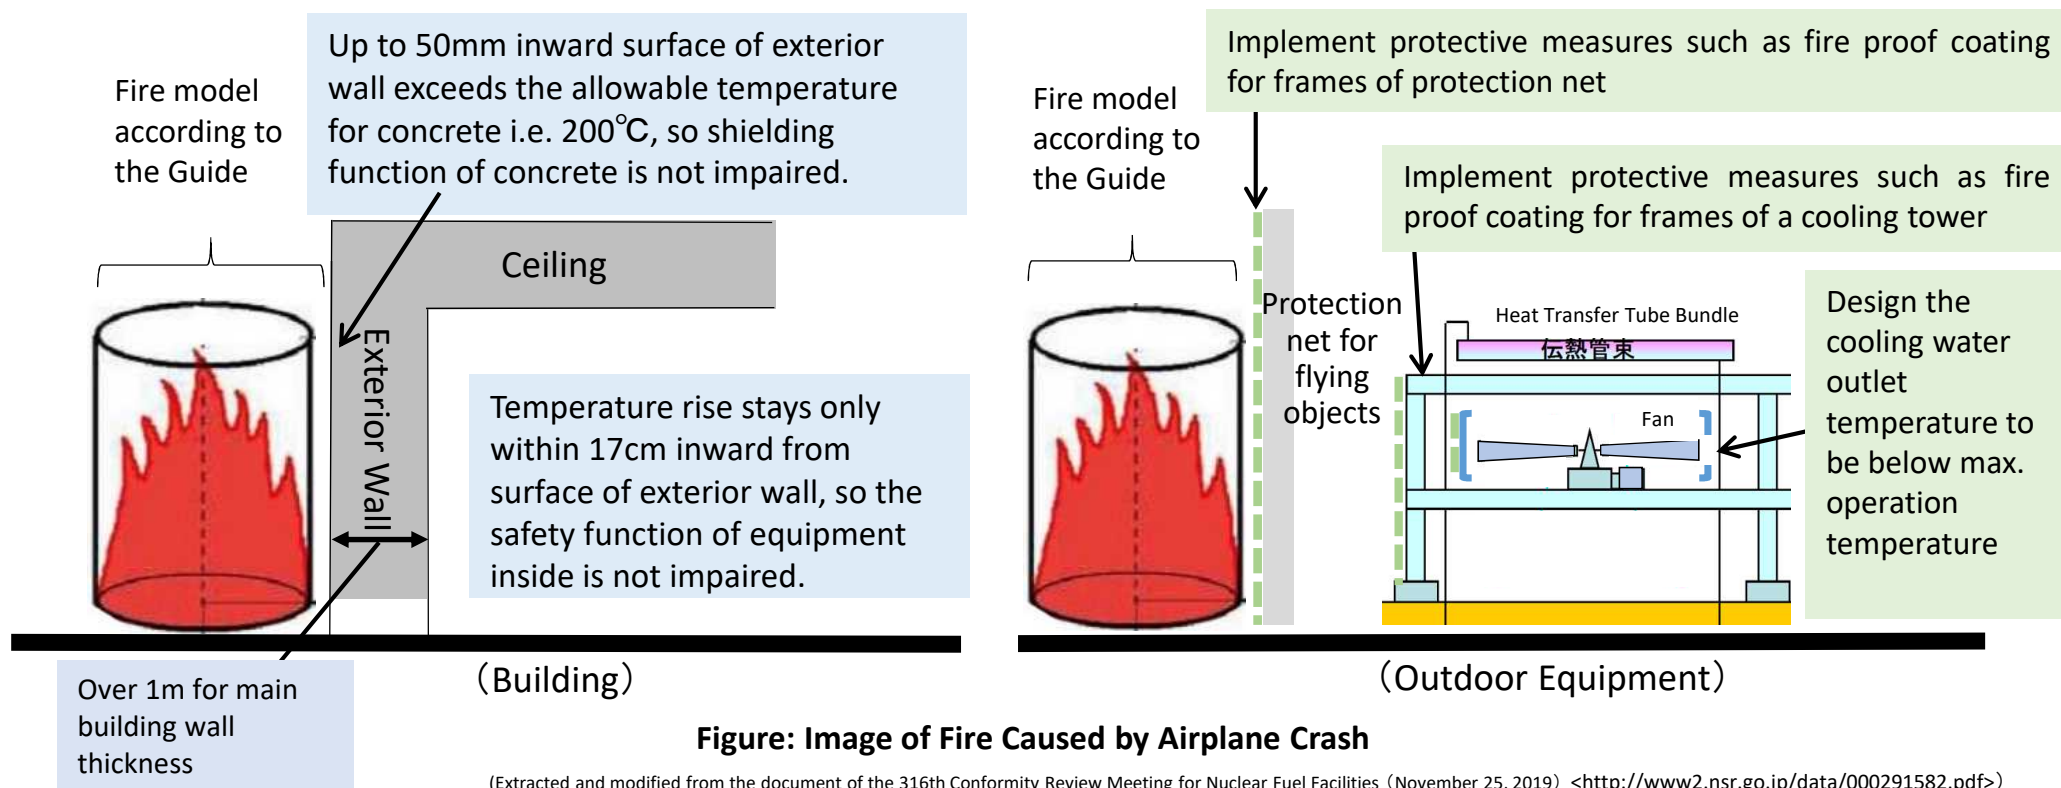 Fire model
according to
the Guide
Up to 50mm inward surface of exterior
wall exceeds the allowable temperature
for concrete i.e. 200℃, so shielding
function of concrete is not impaired.
Ceiling
Exterior Wall
Temperature rise stays only
within 17cm inward from
surface of exterior wall, so the
safety function of equipment
inside is not impaired.
Over 1m for main
building wall
thickness
（Building）
Implement protective measures such as fire proof coating
for frames of protection net
Fire model
according to
the Guide
Implement protective measures such as fire
proof coating for frames of a cooling tower
Protection
net for
flying
objects
Heat Transfer Tube Bundle
伝熱管束
Fan
Design the
cooling water
outlet
temperature to
be below max.
operation
temperature
（Outdoor Equipment）
Figure: Image of Fire Caused by Airplane Crash
(Extracted and modified from the document of the 316th Conformity Review Meeting for Nuclear Fuel Facilities（November 25, 2019）<http://www2.nsr.go.jp/data/000291582.pdf>）